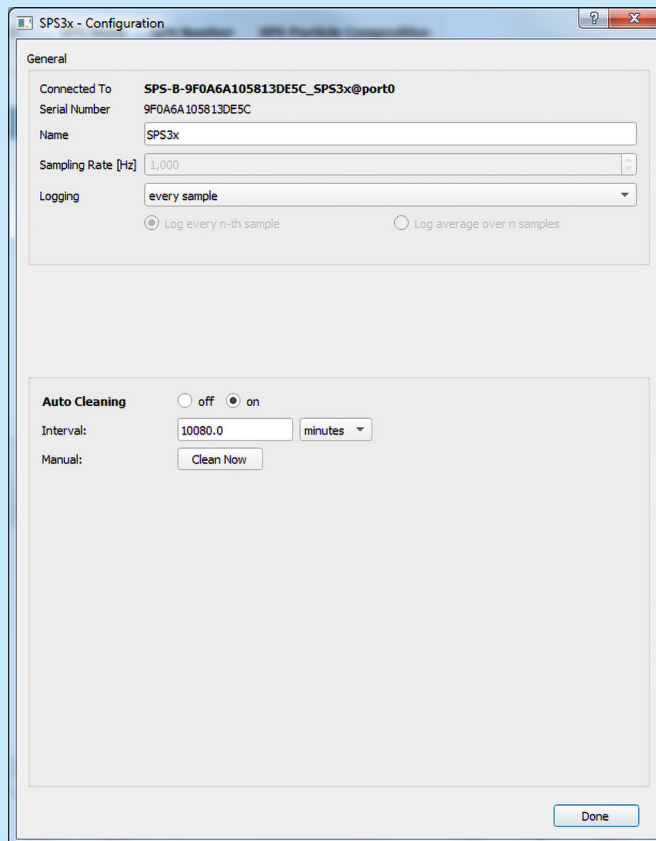 SPS3x - Configuration
General
Connected To SPS-B-9F0A6A105813DE5C_SPS3x@port0
Serial Number 9F0A6A105813DE5C
Name SPS3x
Sampling Rate [Hz] 1,000
Logging every sample
Log every n-th sample Log average over n samples
Auto Cleaning off on
Interval: 10080.0 minutes
Manual: Clean Now
Done